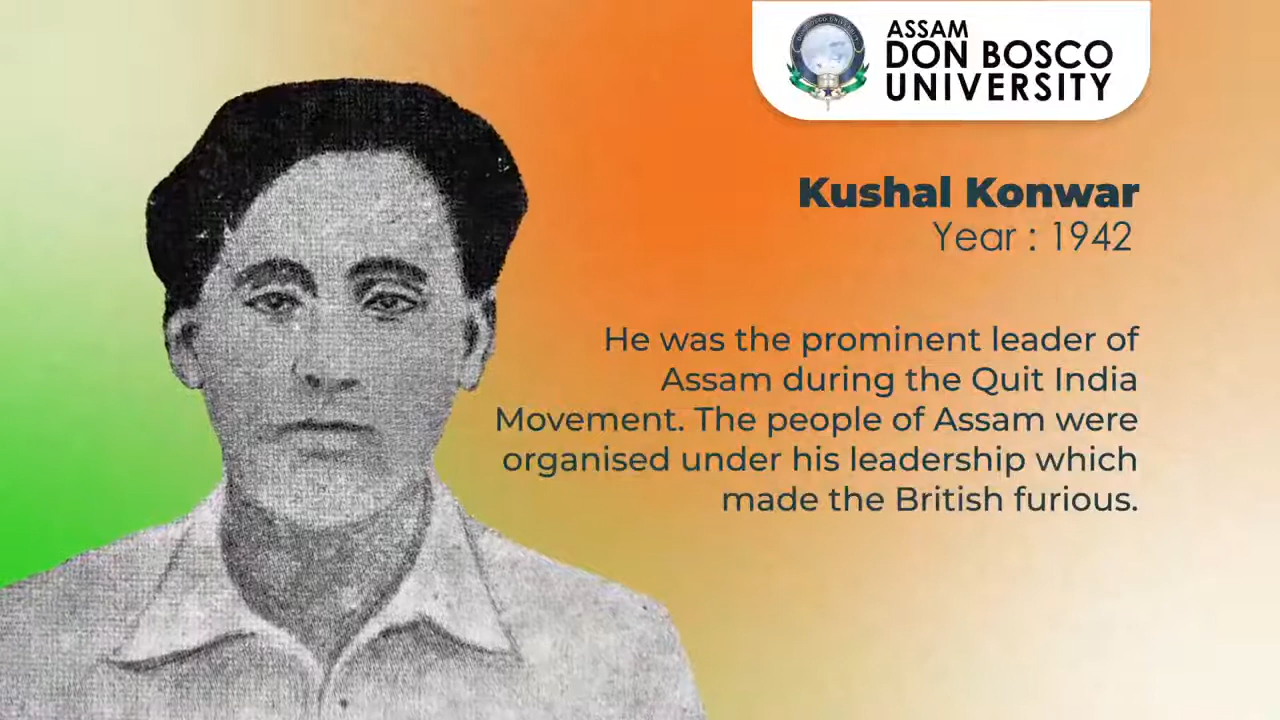 ASSAM
DON BOSCO
UNIVERSITY
Kushal Konwar
Year : 1942
He was the prominent leader of
Assam during the Quit India
Movement. The people of Assam were
organised under his leadership which
made the British furious.